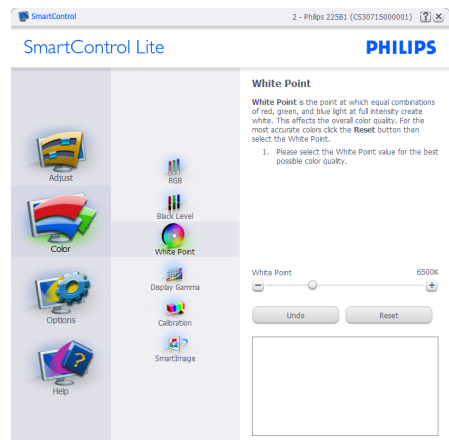 SmartControl
2 - Philips 225B1 (CS30715000001)
SmartControl Lite
PHILIPS
Adjust
Color
Options
Help
RGB
Black Level
White Point
Display Gamma
Calibration
SmartImage
White Point
White Point is the point at which equal combinations
of red, green, and blue light at full intensity create
white. This effects the overall color quality. For the
most accurate colors click the Reset button then
select the White Point.
1. Please select the White Point value for the best
possible color quality.
White Point 6500K
Undo Reset